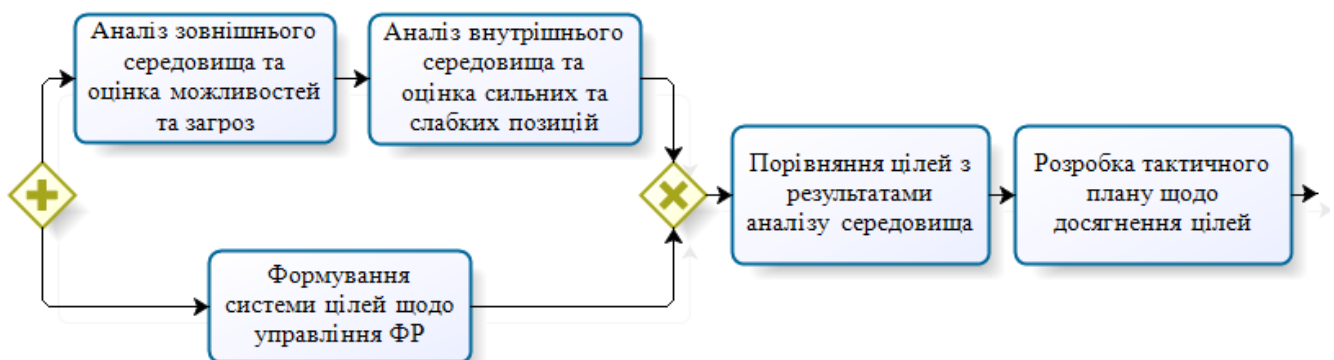 Аналіз зовнішнього
середовища та
оцінка можливостей
та загроз
Аналіз внутрішнього
середовища та
оцінка сильних та
слабких позицій
Формування
системи цілей щодо
управління ФР
Порівняння цілей з
результатами
аналізу середовища
Розробка тактичного
плану щодо
досягнення цілей